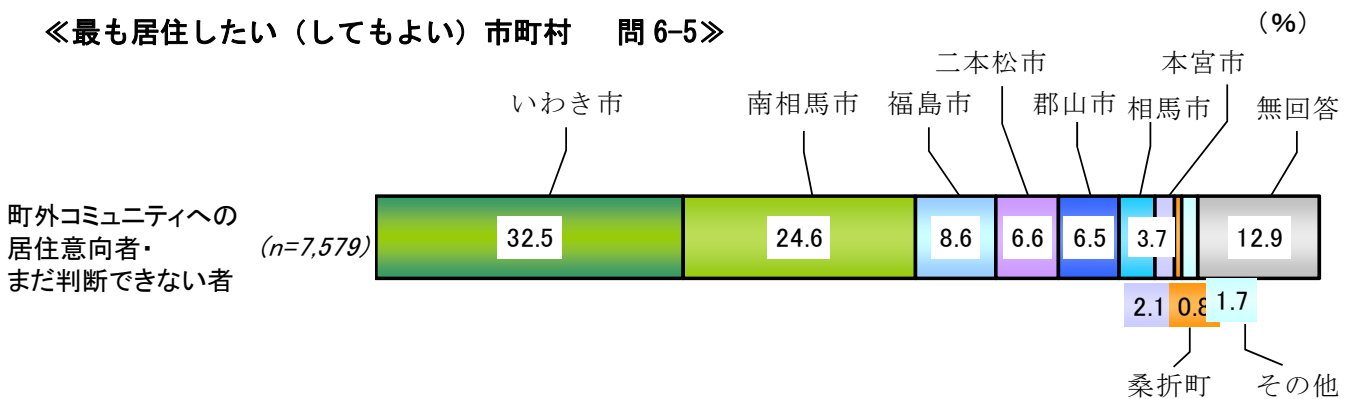 ≪最も居住したい（してもよい）市町村　問6-5≫
（%）
二本松市　本宮市
いわき市　南相馬市　福島市　郡山市　相馬市　無回答
町外コミュニティへの
居住意向者・
まだ判断できない者
(n=7,579)
32.5　24.6　8.6　6.6　6.5　3.7　12.9
2.1　0.8　1.7
桑折町　その他